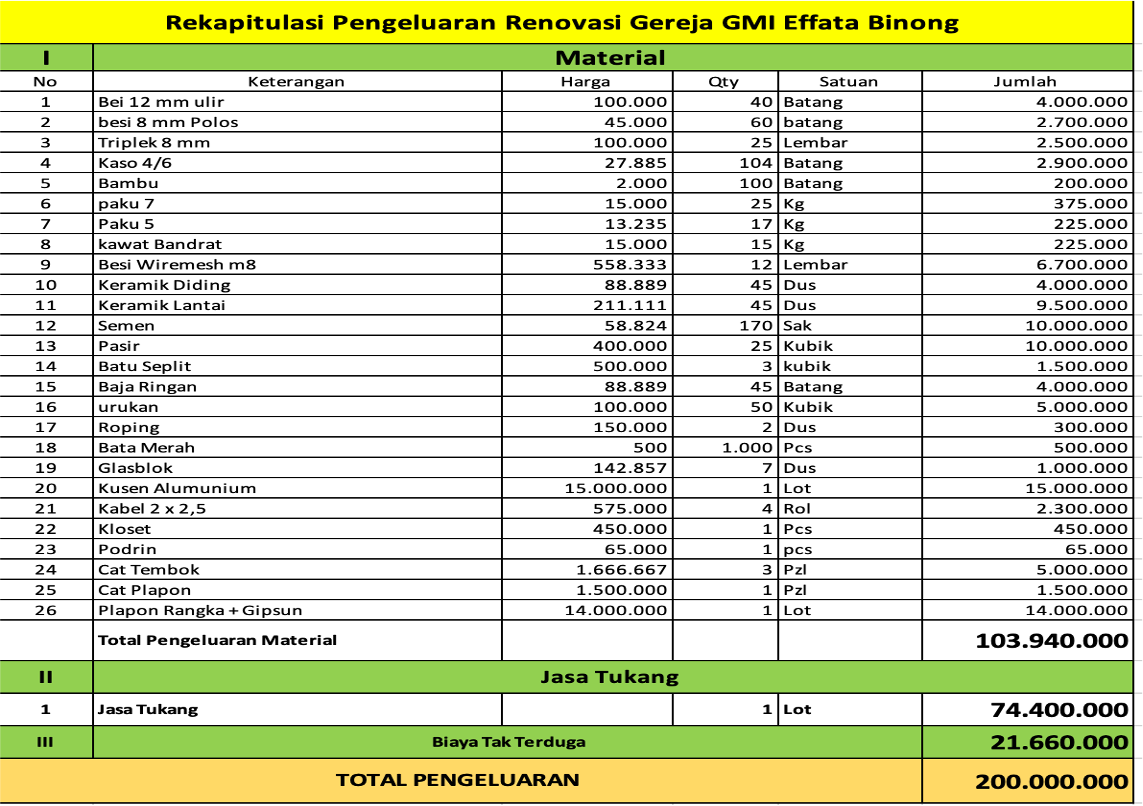 Rekapitulasi Pengeluaran Renovasi Gereja GMI Effata Binong
I Material
No Keterangan Harga Qty Satuan Jumlah
1 Bei 12 mm ulir 100.000 40 Batang 4.000.000
2 besi 8 mm Polos 45.000 60 batang 2.700.000
3 Triplek 8 mm 100.000 25 Lembar 2.500.000
4 Kaso 4/6 27.885 104 Batang 2.900.000
5 Bambu 2.000 100 Batang 200.000
6 paku 7 15.000 25 Kg 375.000
7 Paku 5 13.235 17 Kg 225.000
8 kawat Bandrat 15.000 15 Kg 225.000
9 Besi Wiremesh m8 558.333 12 Lembar 6.700.000
10 Keramik Diding 88.889 45 Dus 4.000.000
11 Keramik Lantai 211.111 45 Dus 9.500.000
12 Semen 58.824 170 Sak 10.000.000
13 Pasir 400.000 25 Kubik 10.000.000
14 Batu Seplit 500.000 3 kubik 1.500.000
15 Baja Ringan 88.889 45 Batang 4.000.000
16 urukan 100.000 50 Kubik 5.000.000
17 Roping 150.000 2 Dus 300.000
18 Bata Merah 500 1.000 Pcs 500.000
19 Glasblok 142.857 7 Dus 1.000.000
20 Kusen Alumunium 15.000.000 1 Lot 15.000.000
21 Kabel 2 x 2,5 575.000 4 Rol 2.300.000
22 Kloset 450.000 1 Pcs 450.000
23 Podrin 65.000 1 pcs 65.000
24 Cat Tembok 1.666.667 3 Pzl 5.000.000
25 Cat Plapon 1.500.000 1 Pzl 1.500.000
26 Plapon Rangka + Gipsun 14.000.000 1 Lot 14.000.000
Total Pengeluaran Material 103.940.000
II Jasa Tukang
1 Jasa Tukang 1 Lot 74.400.000
III Biaya Tak Terduga 21.660.000
TOTAL PENGELUARAN 200.000.000